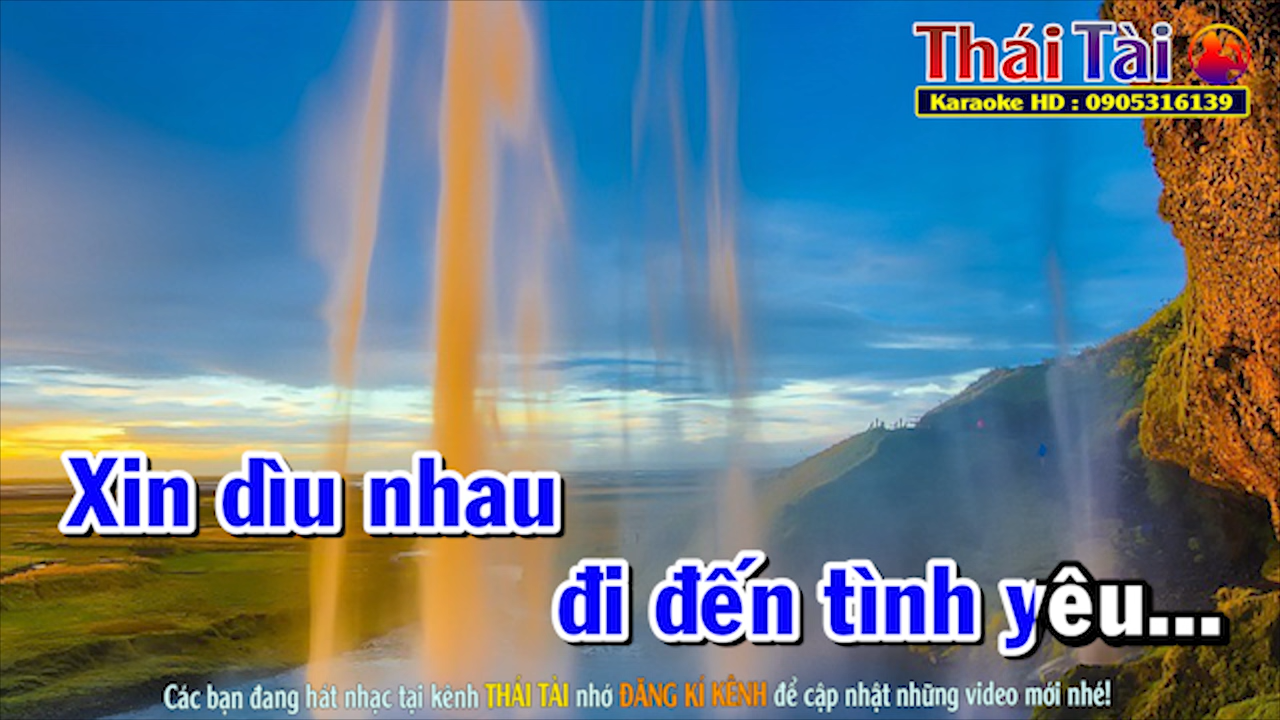 Thái Tài
Karaoke HD : 0905316139
Xin dìu nhau
đi đến tình yêu...
Các bạn đang hát nhạc tại kênh THÁI TÀI nhớ ĐĂNG KÍ KÊNH để cập nhật những video mới nhé!